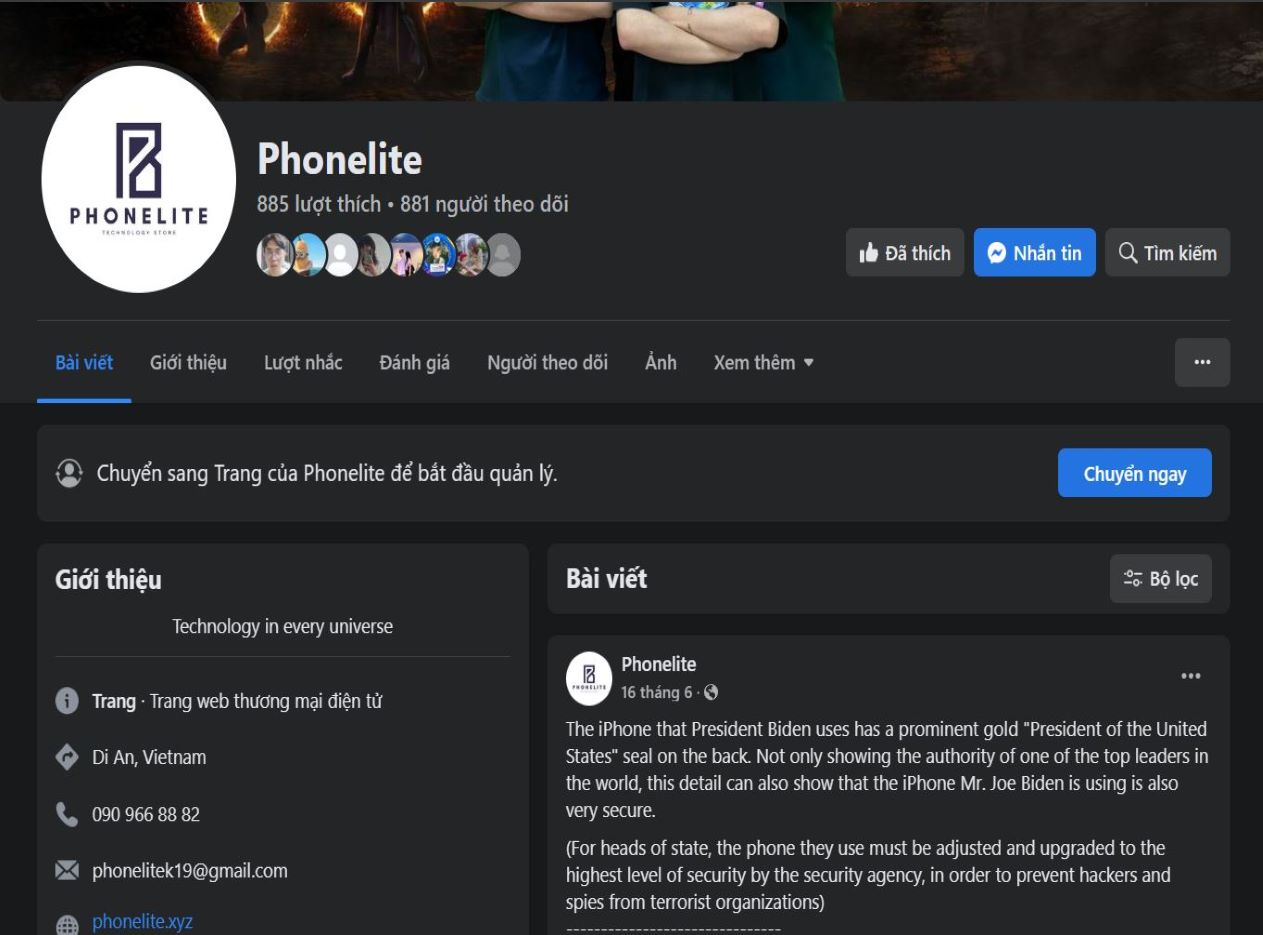 PHONELITE
TECHNOLOGY STORE
Phonelite
885 lượt thích • 881 người theo dõi
Đã thích
Nhắn tin
Tìm kiếm
Bài viết
Giới thiệu
Lượt nhắc
Đánh giá
Người theo dõi
Ảnh
Xem thêm
Chuyển sang Trang của Phonelite để bắt đầu quản lý.
Chuyển ngay
Giới thiệu
Technology in every universe
Trang · Trang web thương mại điện tử
Di An, Vietnam
090 966 88 82
phonelitek19@gmail.com
phonelite.xyz
Bài viết
Bộ lọc
PHONELITE
Phonelite
16 tháng 6 ·
The iPhone that President Biden uses has a prominent gold "President of the United
States" seal on the back. Not only showing the authority of one of the top leaders in
the world, this detail can also show that the iPhone Mr. Joe Biden is using is also
very secure.
(For heads of state, the phone they use must be adjusted and upgraded to the
highest level of security by the security agency, in order to prevent hackers and
spies from terrorist organizations)
-------------------------------